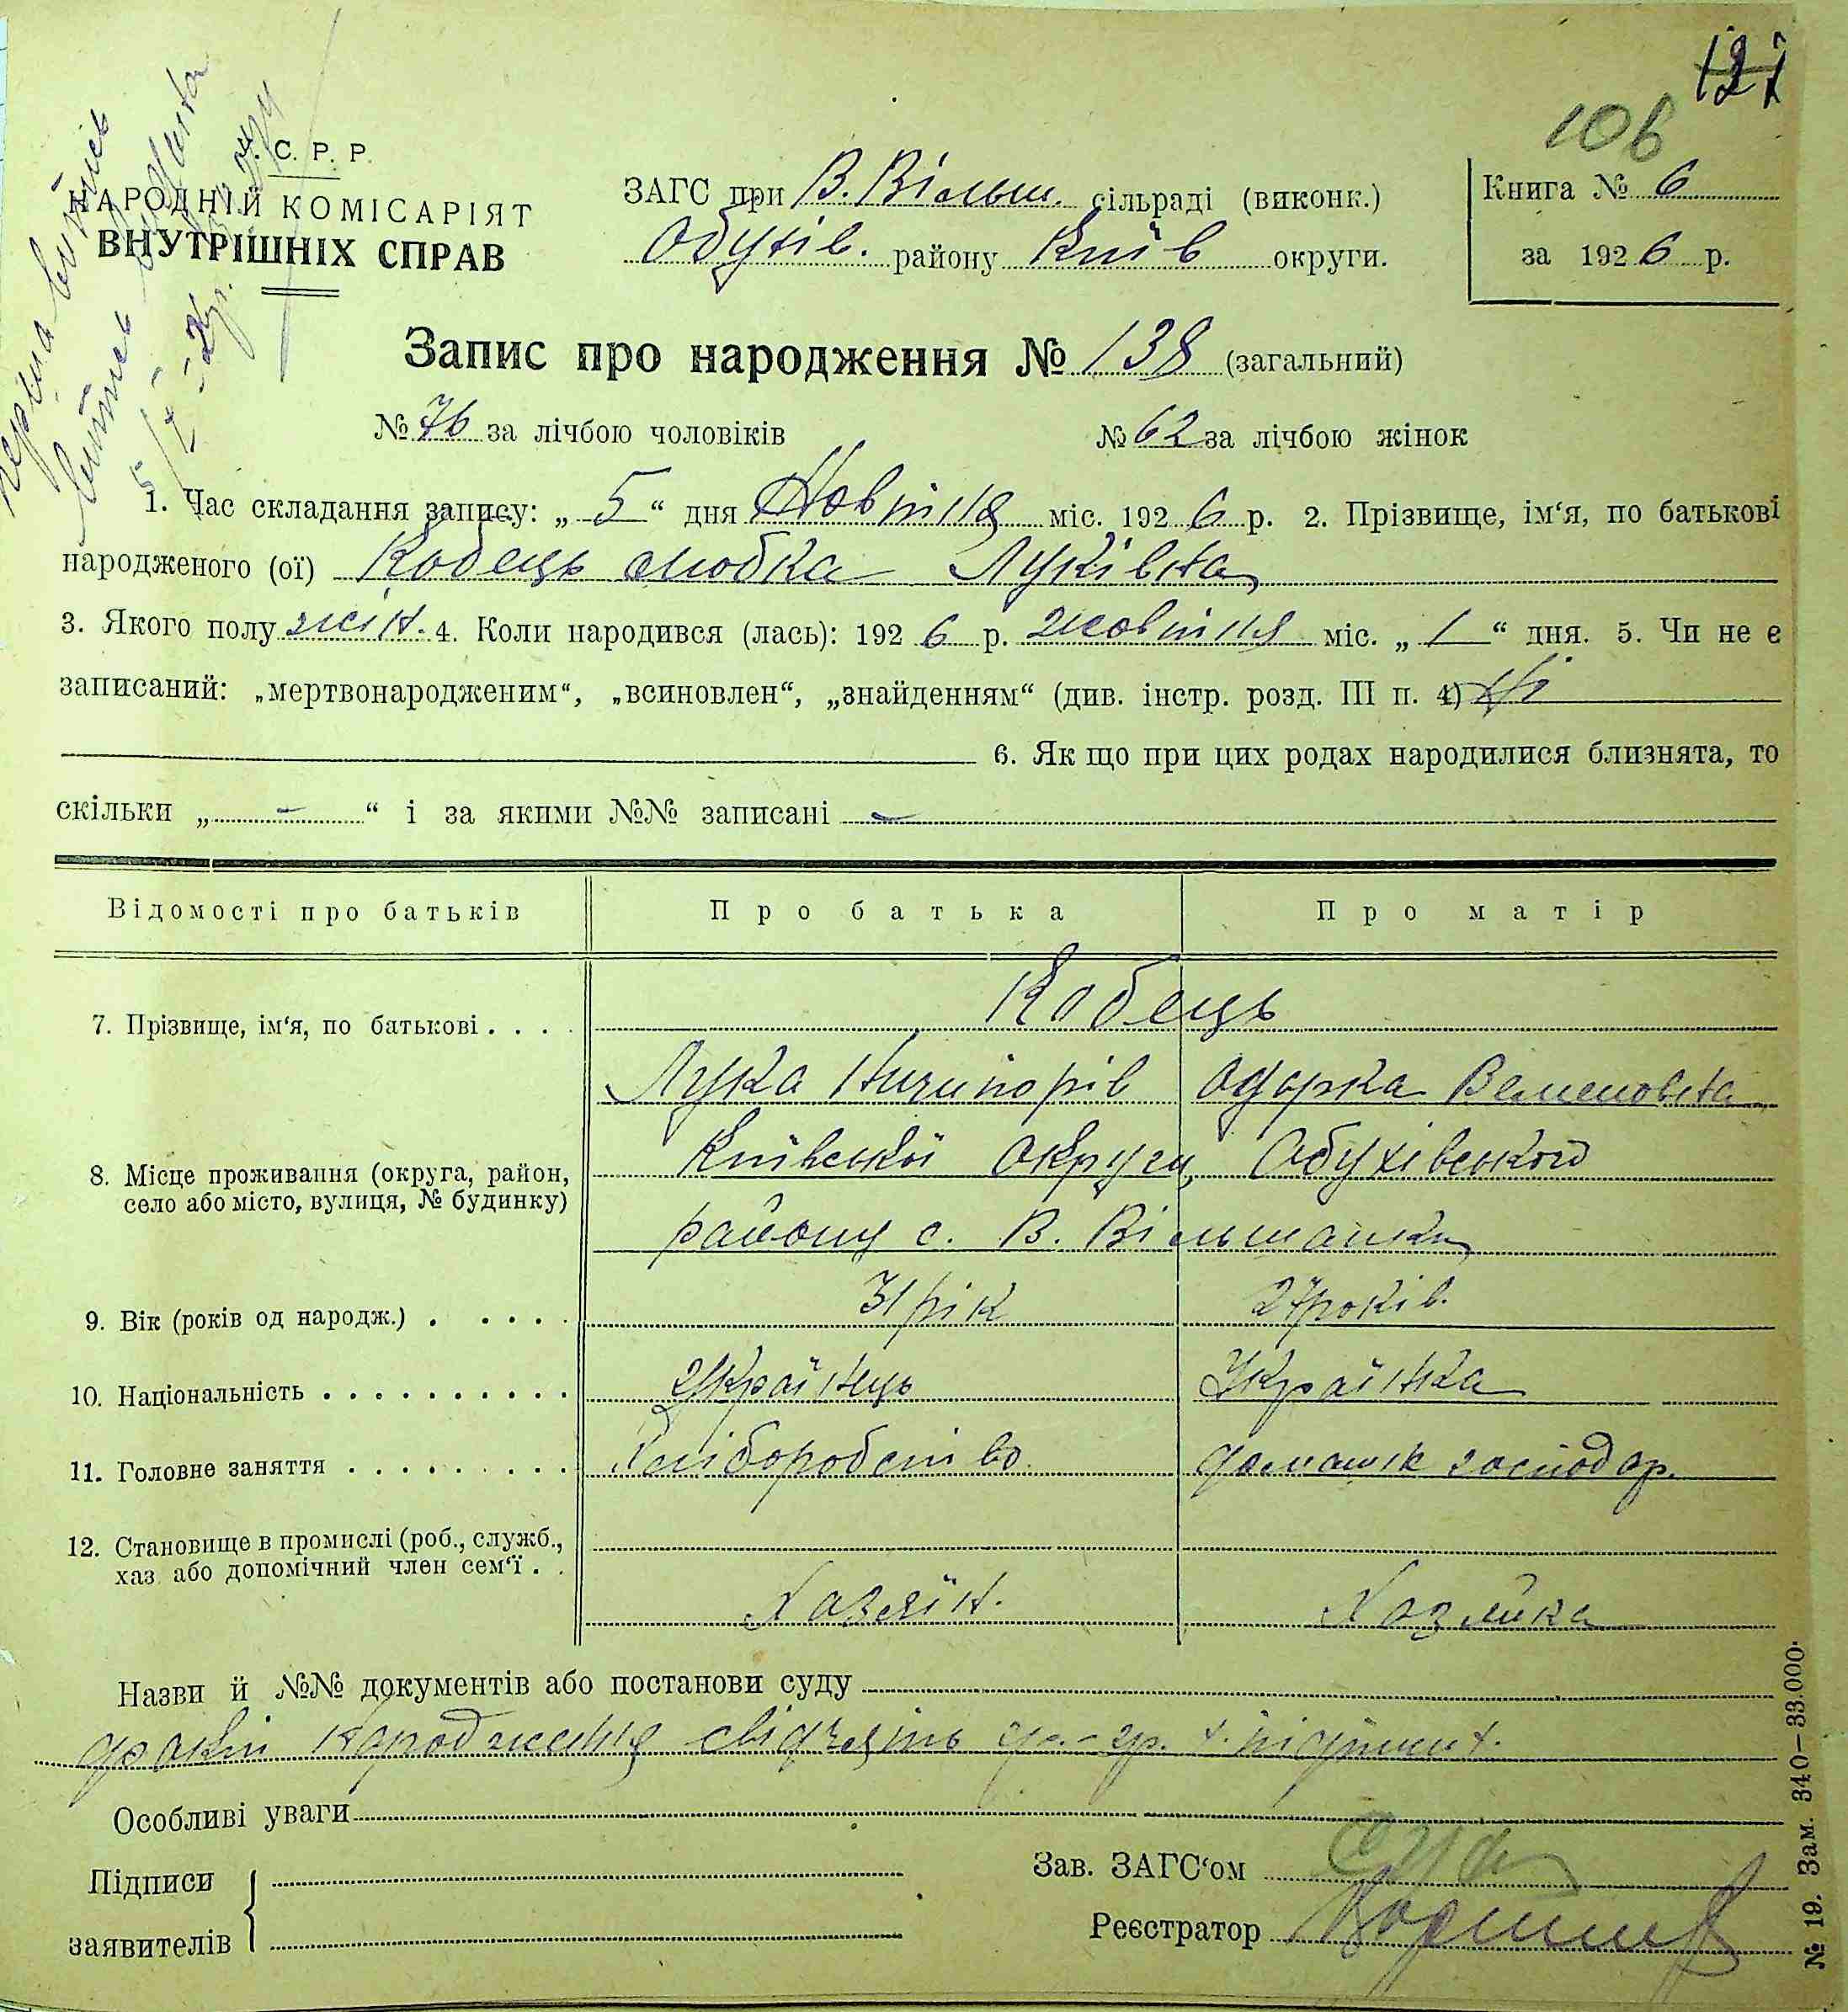 121
106
С. Р. Р.
НАРОДНІЙ КОМІСАРІЯТ
ВНУТРІШНІХ СПРАВ
ЗАГС при В. Вільш. сільраді (виконк.)
Обухів. району Київ округи.
Книга № 6
за 1926 р.
Запис про народження № 138 (загальний)
№ 76 за лічбою чоловіків № 62 за лічбою жінок
1. Час складання запису: „5“ дня Жовтня міс. 1926 р. 2. Прізвище, ім‘я, по батькові
народженого (ої) Кобець Любка Луківна
3. Якого полу жін. 4. Коли народився (лась): 1926 р. жовтня міс. „1“ дня. 5. Чи не є
записаний: „мертвонародженим“, „всиновлен“, „знайденням“ (див. інстр. розд. III п. 4) Ні
6. Як що при цих родах народилися близнята, то
скільки „ - “ і за якими №№ записані -
Відомості про батьків Про батька Про матір
Кобець
7. Прізвище, ім‘я, по батькові . . . .
Лука Ничипорів Одарка
Київської округи Обухівського
8. Місце проживання (округа, район,
село або місто, вулиця, № будинку)
району с. В. Вільшанка
9. Вік (років од народж.) . . . . . 31 рік 27 років.
10. Національність . . . . . . . . . . Українець Українка
11. Головне заняття . . . . . . . . . Хліборобство домашнє господар.
12. Становище в промислі (роб., служб.,
хаз. або допомічний член сем‘ї . .
Хазяїн. Хазяйка
Назви й №№ документів або постанови суду
факт народження свідчать
Особливі уваги
Підписи
заявителів
Зав. ЗАГС‘ом
Реєстратор
№ 19. Зам. 340—33.000.